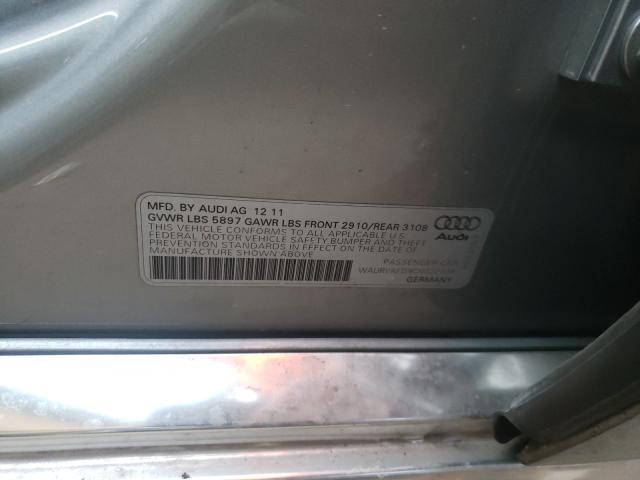 MFD. BY AUDI AG 12 11
GVWR LBS 5897 GAWR LBS FRONT 2910/REAR 3108
THIS VEHICLE CONFORMS TO ALL APPLICABLE U.S.
FEDERAL MOTOR VEHICLE SAFETY, BUMPER AND THEFT
PREVENTION STANDARDS IN EFFECT ON THE DATE OF
MANUFACTURE SHOWN ABOVE
Audi
PASSENGER CAR
GERMANY